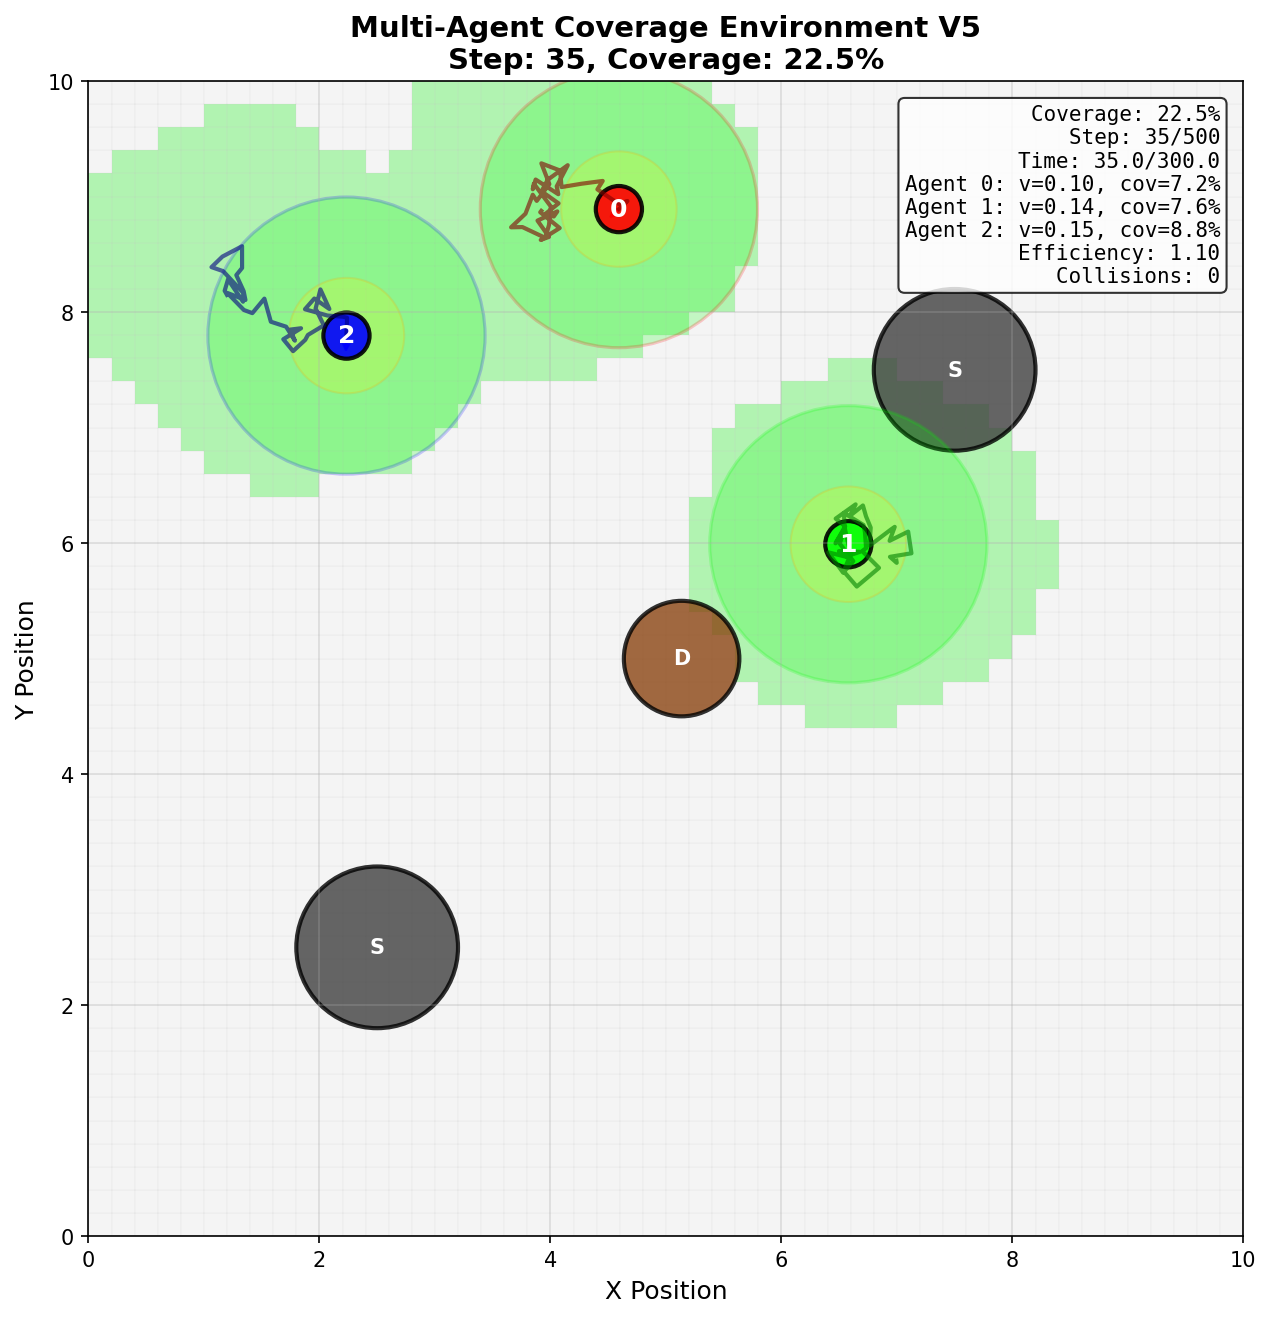 Multi-Agent Coverage Environment V5
Step: 35, Coverage: 22.5%
Coverage: 22.5%
Step: 35/500
Time: 35.0/300.0
Agent 0: v=0.10, cov=7.2%
Agent 1: v=0.14, cov=7.6%
Agent 2: v=0.15, cov=8.8%
Efficiency: 1.10
Collisions: 0
10
8
6
4
2
0
Y Position
0
2
S
1
D
S
0 2 4 6 8 10
X Position